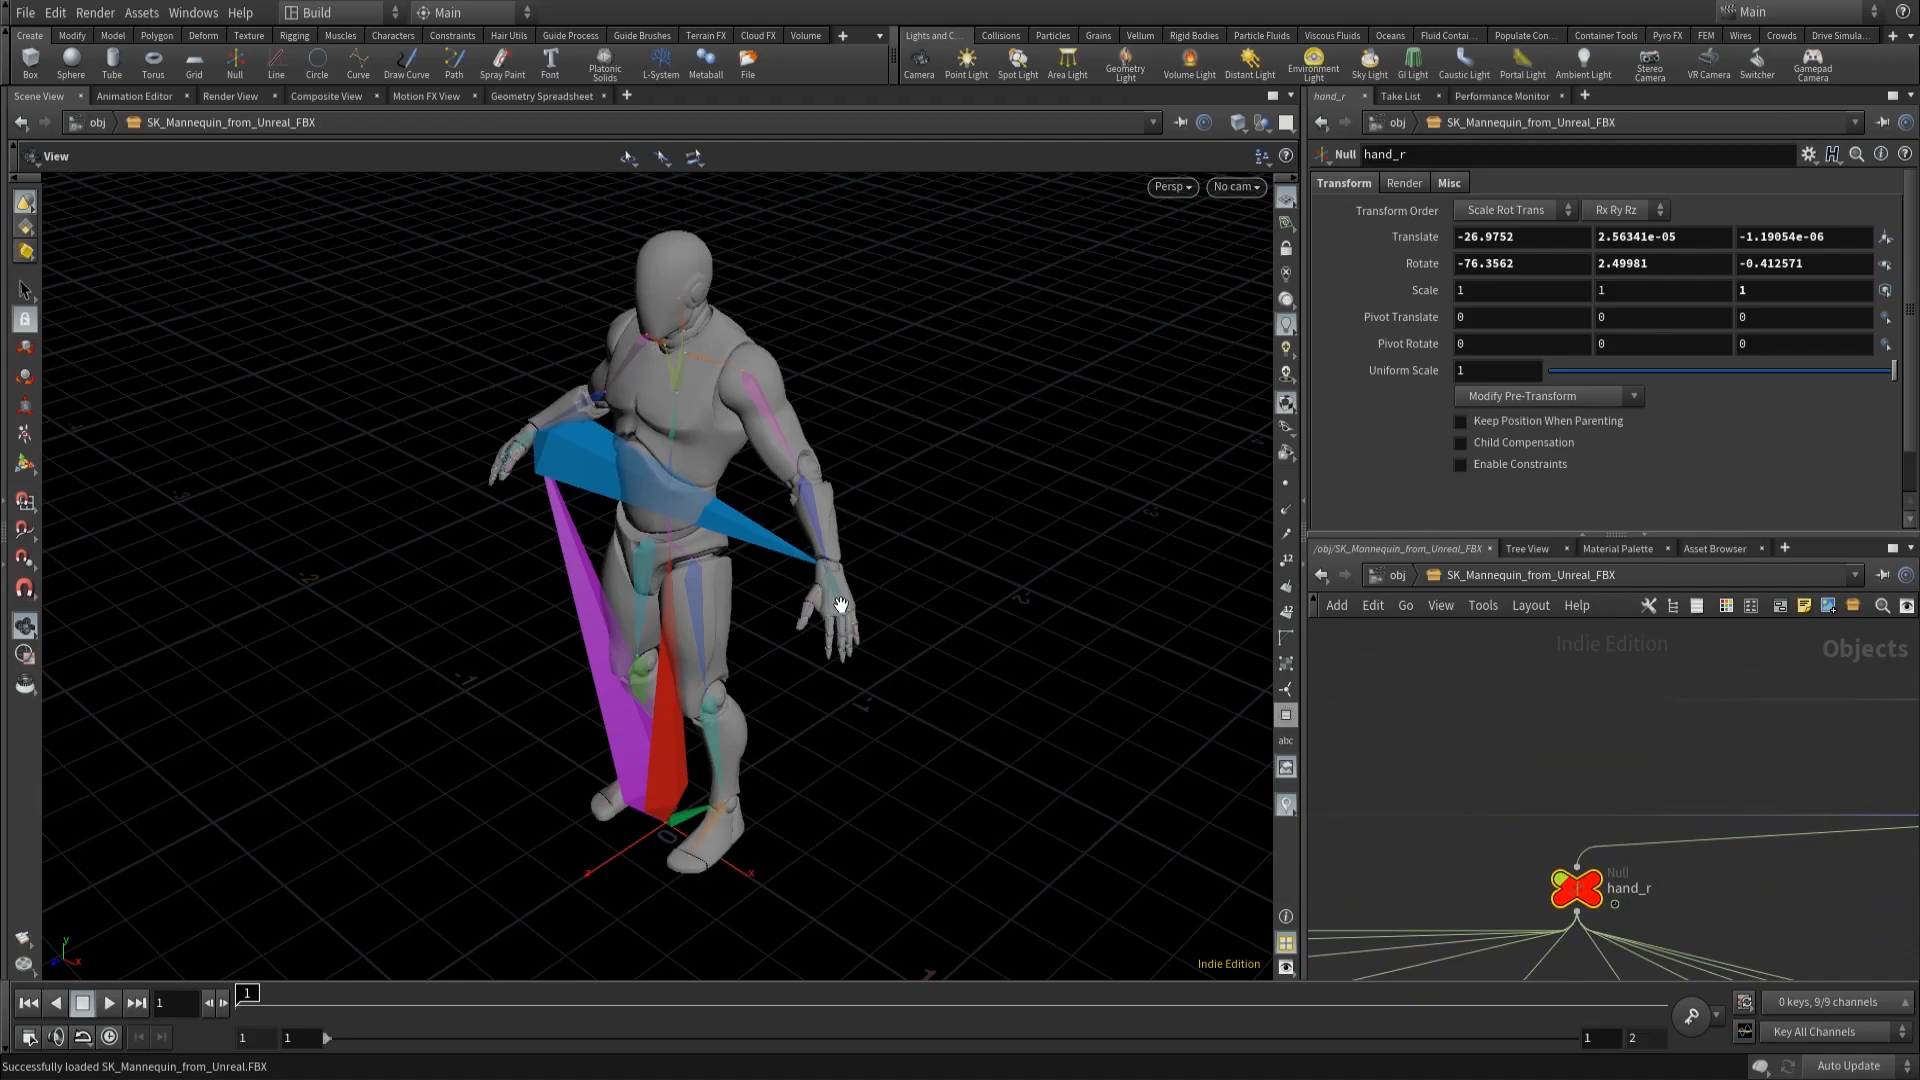 File Edit Render Assets Windows Help Build Main Main
Create Modify Model Polygon Deform Texture Rigging Muscles Characters Constraints Hair Utils Guide Process Guide Brushes Terrain FX Cloud FX Volume
Lights and C... Collisions Particles Grains Vellum Rigid Bodies Particle Fluids Viscous Fluids Oceans Fluid Contai... Populate Con... Container Tools Pyro FX FEM Wires Crowds Drive Simula...
Box Sphere Tube Torus Grid Null Line Circle Curve Draw Curve Path Spray Paint Font Platonic Solids L-System Metaball File
Camera Point Light Spot Light Area Light Geometry Light Volume Light Distant Light Environment Light Sky Light GI Light Caustic Light Portal Light Ambient Light Stereo Camera VR Camera Switcher Gamepad Camera
Scene View Animation Editor Render View Composite View Motion FX View Geometry Spreadsheet
hand_r Take List Performance Monitor
obj SK_Mannequin_from_Unreal_FBX
obj SK_Mannequin_from_Unreal_FBX
View
Persp No cam
Null hand_r
Transform Render Misc
Transform Order Scale Rot Trans Rx Ry Rz
Translate -26.9752 2.56341e-05 -1.19054e-06
Rotate -76.3562 2.49981 -0.412571
Scale 1 1 1
Pivot Translate 0 0 0
Pivot Rotate 0 0 0
Uniform Scale 1
Modify Pre-Transform
Keep Position When Parenting
Child Compensation
Enable Constraints
/obj/SK_Mannequin_from_Unreal_FBX Tree View Material Palette Asset Browser
obj SK_Mannequin_from_Unreal_FBX
Add Edit Go View Tools Layout Help
Indie Edition Objects
Null
hand_r
12
12
abc
0
z x
y
x
Indie Edition
1 1
0 keys, 9/9 channels
1 1 1 2
Key All Channels
Successfully loaded SK_Mannequin_from_Unreal.FBX
Auto Update